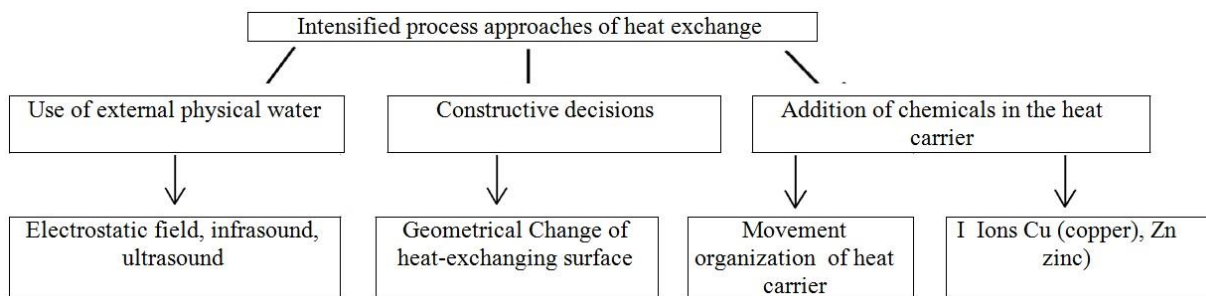 Intensified process approaches of heat exchange
Use of external physical water
Constructive decisions
Addition of chemicals in the heat
carrier
Electrostatic field, infrasound,
ultrasound
Geometrical Change of
heat-exchanging surface
Movement
organization of heat
carrier
I Ions Cu (copper), Zn
zinc)